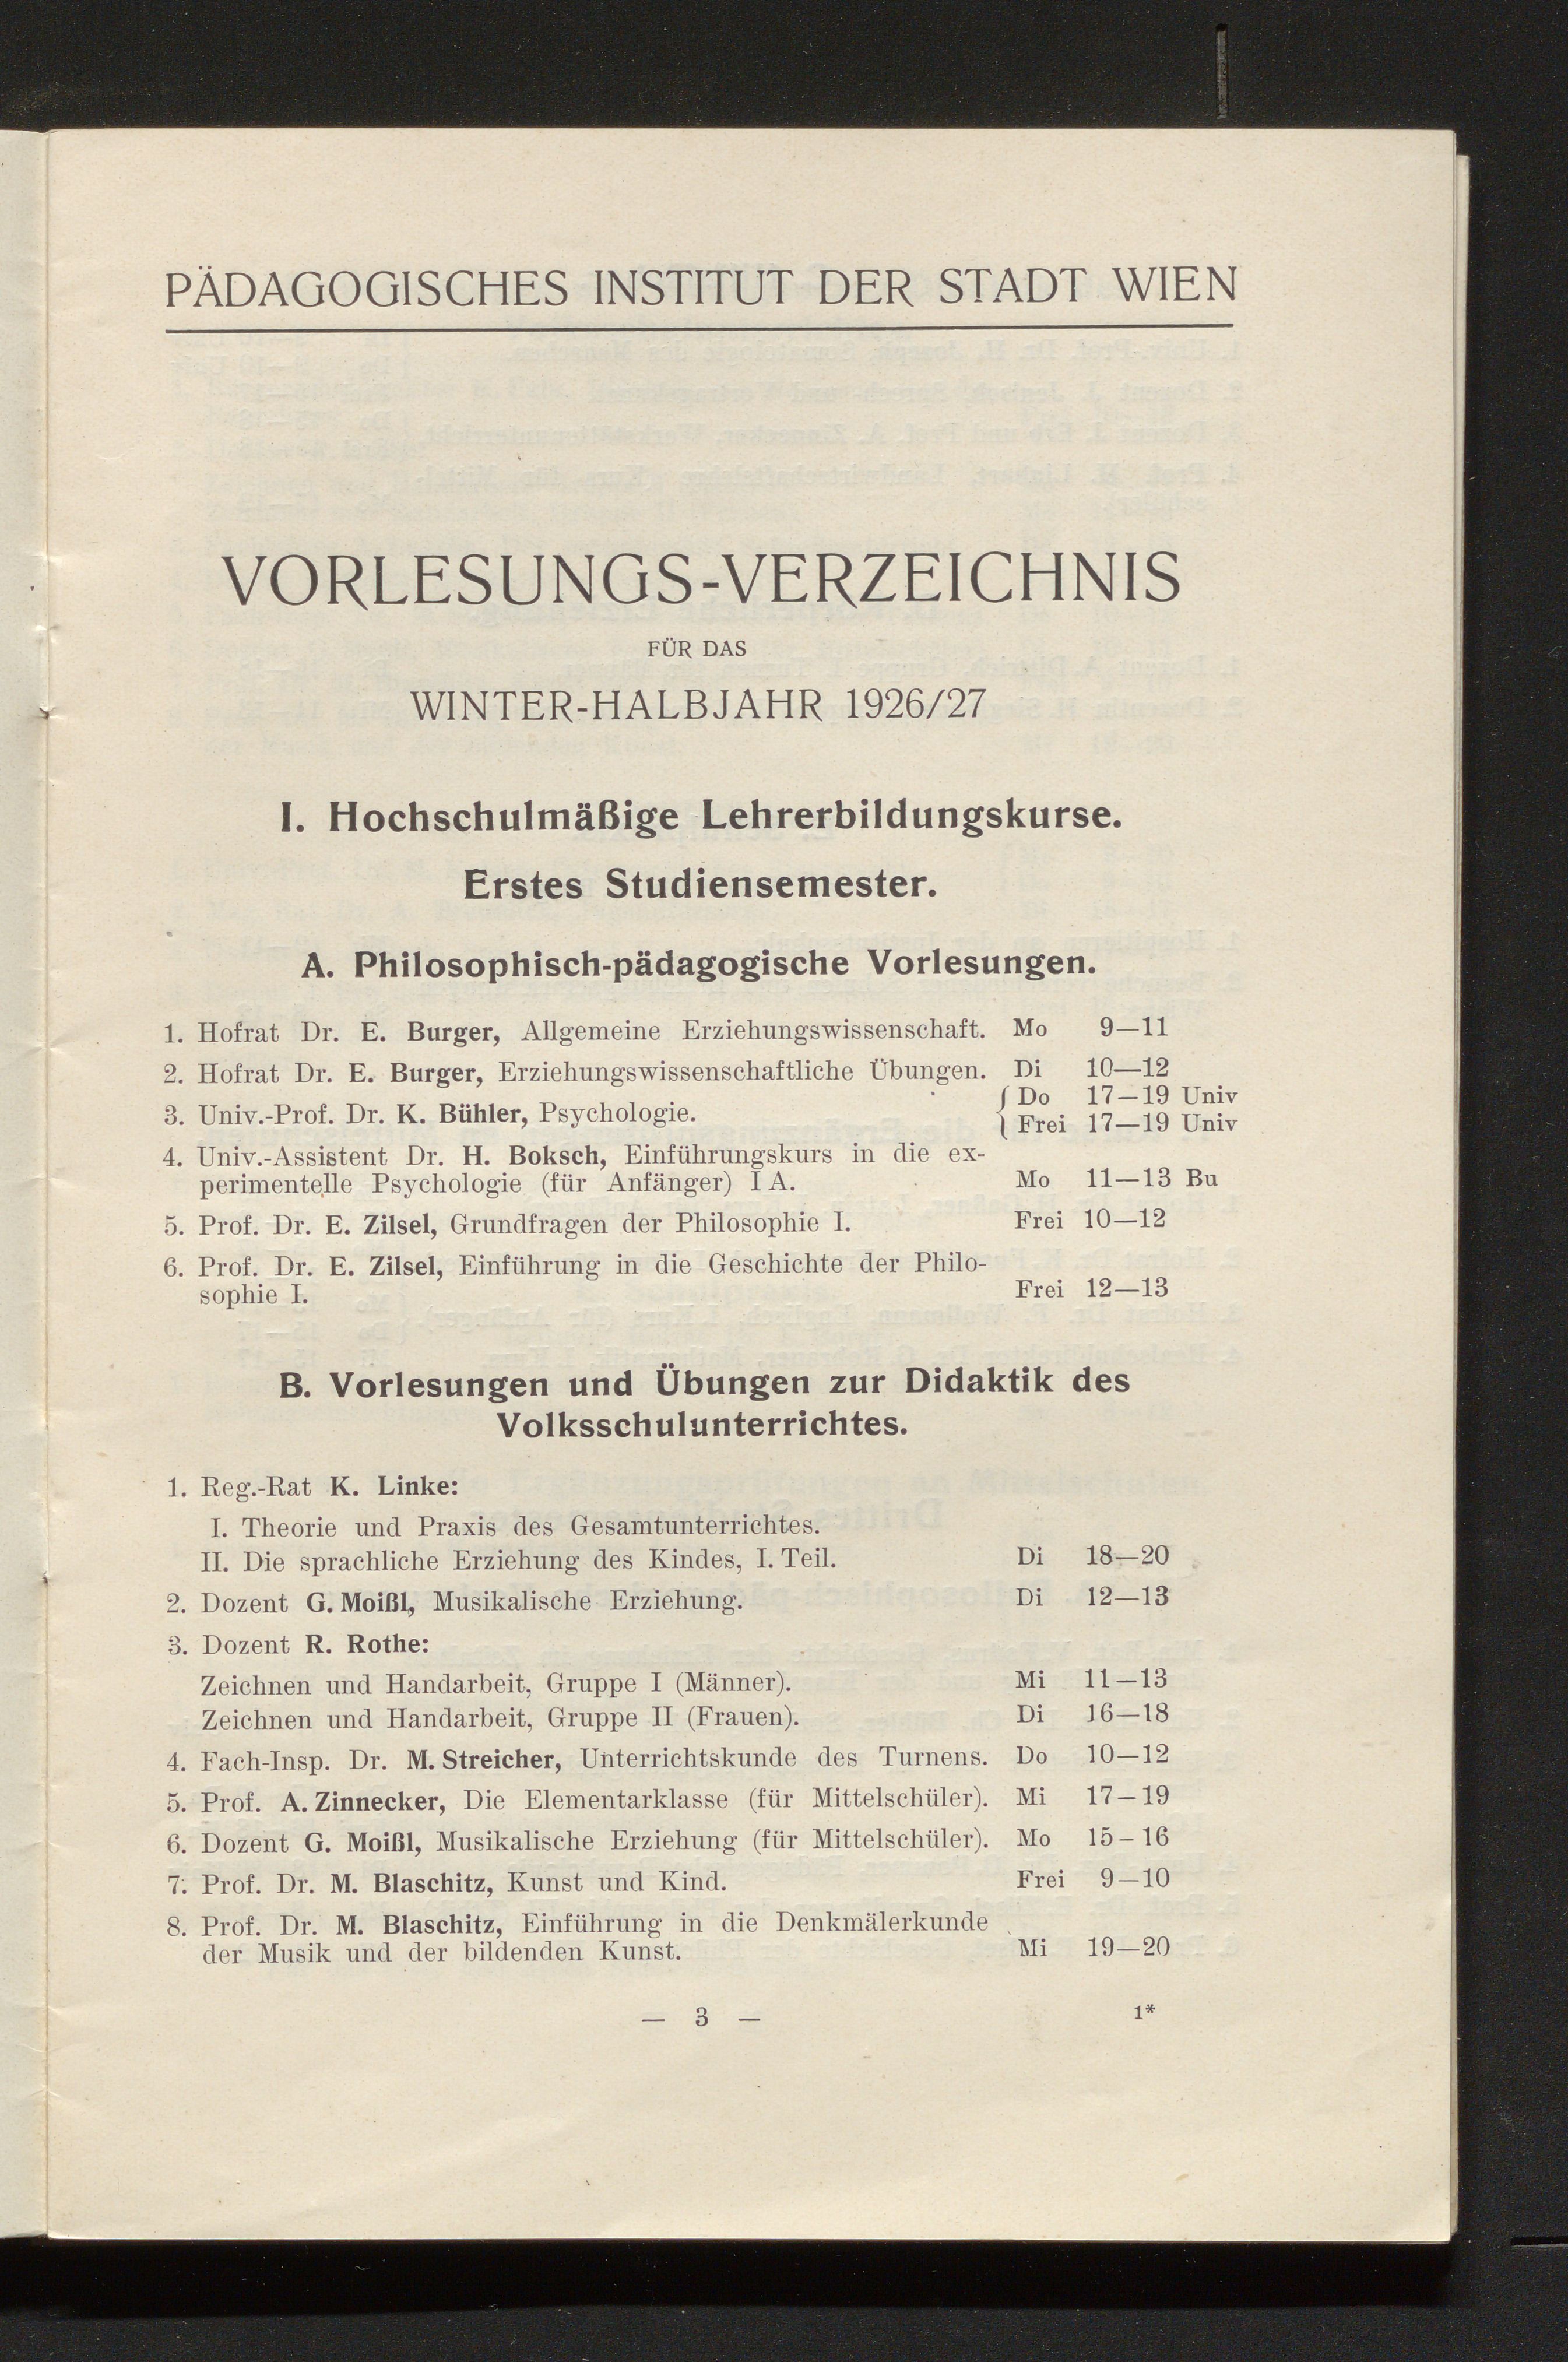 PÄDAGOGISCHES INSTITUT DER STADT WIEN
VORLESUNGS-VERZEICHNIS
FÜR DAS
WINTER-HALBJAHR 1926/27
I. Hochschulmäßige Lehrerbildungskurse.
Erstes Studiensemester.
A. Philosophisch-pädagogische Vorlesungen.
1. Hofrat Dr. E. Burger, Allgemeine Erziehungswissenschaft. Mo 9—11
2. Hofrat Dr. E. Burger, Erziehungswissenschaftliche Übungen. Di 10—12
3. Univ.-Prof. Dr. K. Bühler, Psychologie. { Do 17—19 Univ
Frei 17—19 Univ
4. Univ.-Assistent Dr. H. Boksch, Einführungskurs in die ex-
perimentelle Psychologie (für Anfänger) I A. Mo 11—13 Bu
5. Prof. Dr. E. Zilsel, Grundfragen der Philosophie I. Frei 10—12
6. Prof. Dr. E. Zilsel, Einführung in die Geschichte der Philo-
sophie I. Frei 12—13
B. Vorlesungen und Übungen zur Didaktik des
Volksschulunterrichtes.
1. Reg.-Rat K. Linke:
I. Theorie und Praxis des Gesamtunterrichtes.
II. Die sprachliche Erziehung des Kindes, I. Teil. Di 18—20
2. Dozent G. Moißl, Musikalische Erziehung. Di 12—13
3. Dozent R. Rothe:
Zeichnen und Handarbeit, Gruppe I (Männer). Mi 11—13
Zeichnen und Handarbeit, Gruppe II (Frauen). Di 16—18
4. Fach-Insp. Dr. M. Streicher, Unterrichtskunde des Turnens. Do 10—12
5. Prof. A. Zinnecker, Die Elementarklasse (für Mittelschüler). Mi 17—19
6. Dozent G. Moißl, Musikalische Erziehung (für Mittelschüler). Mo 15—16
7. Prof. Dr. M. Blaschitz, Kunst und Kind. Frei 9—10
8. Prof. Dr. M. Blaschitz, Einführung in die Denkmälerkunde
der Musik und der bildenden Kunst. Mi 19—20
— 3 — 1*